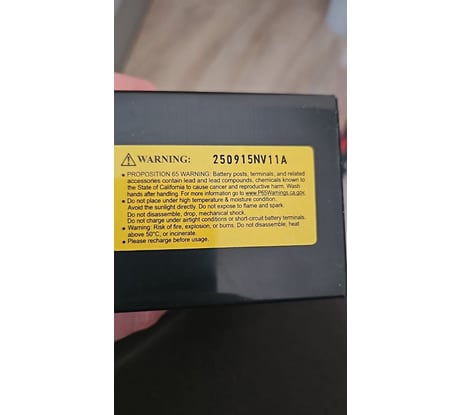 ⚠ WARNING: 250915NV11A
• PROPOSITION 65 WARNING: Battery posts, terminals, and related
accessories contain lead and lead compounds, chemicals known to
the State of California to cause cancer and reproductive harm. Wash
hands after handling. For more information go to www.P65Warnings.ca.gov.
• Do not place under high temperature & moisture condition.
Avoid the sunlight directly. Do not expose to flame and spark.
Do not disassemble, drop, mechanical shock.
Do not charge under airtight conditions or short-circuit battery terminals.
• Warning: Risk of fire, explosion, or burns. Do not disassemble, heat
above 50°C, or incinerate.
• Please recharge before usage.